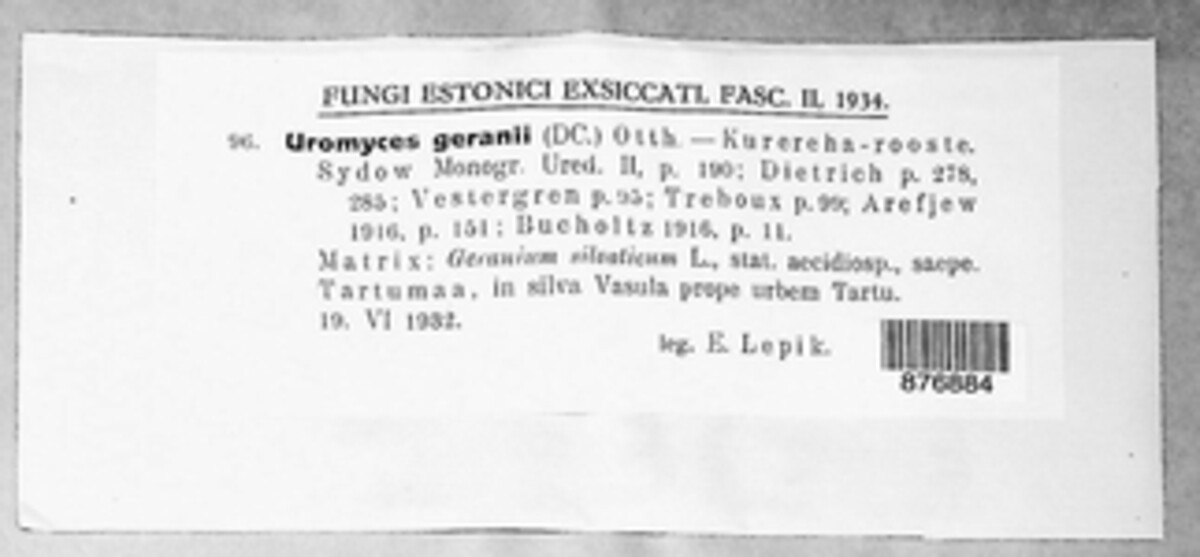 FUNGI ESTONICI EXSICCATI, FASC. II, 1934.
96. Uromyces geranii (DC.) Otth. — Kurereha-rooste.
Sydow Monogr. Ured. II, p. 190; Dietrich p. 278,
285; Vestergren p. 95; Treboux p. 99; Arefjew
1916, p. 151; Bucholtz 1916, p. 11.
Matrix: Geranium silvaticum L., stat. aecidiosp., saepe.
Tartumaa, in silva Vasula prope urbem Tartu.
19. VI 1932.
leg. E. Lepik.
876884